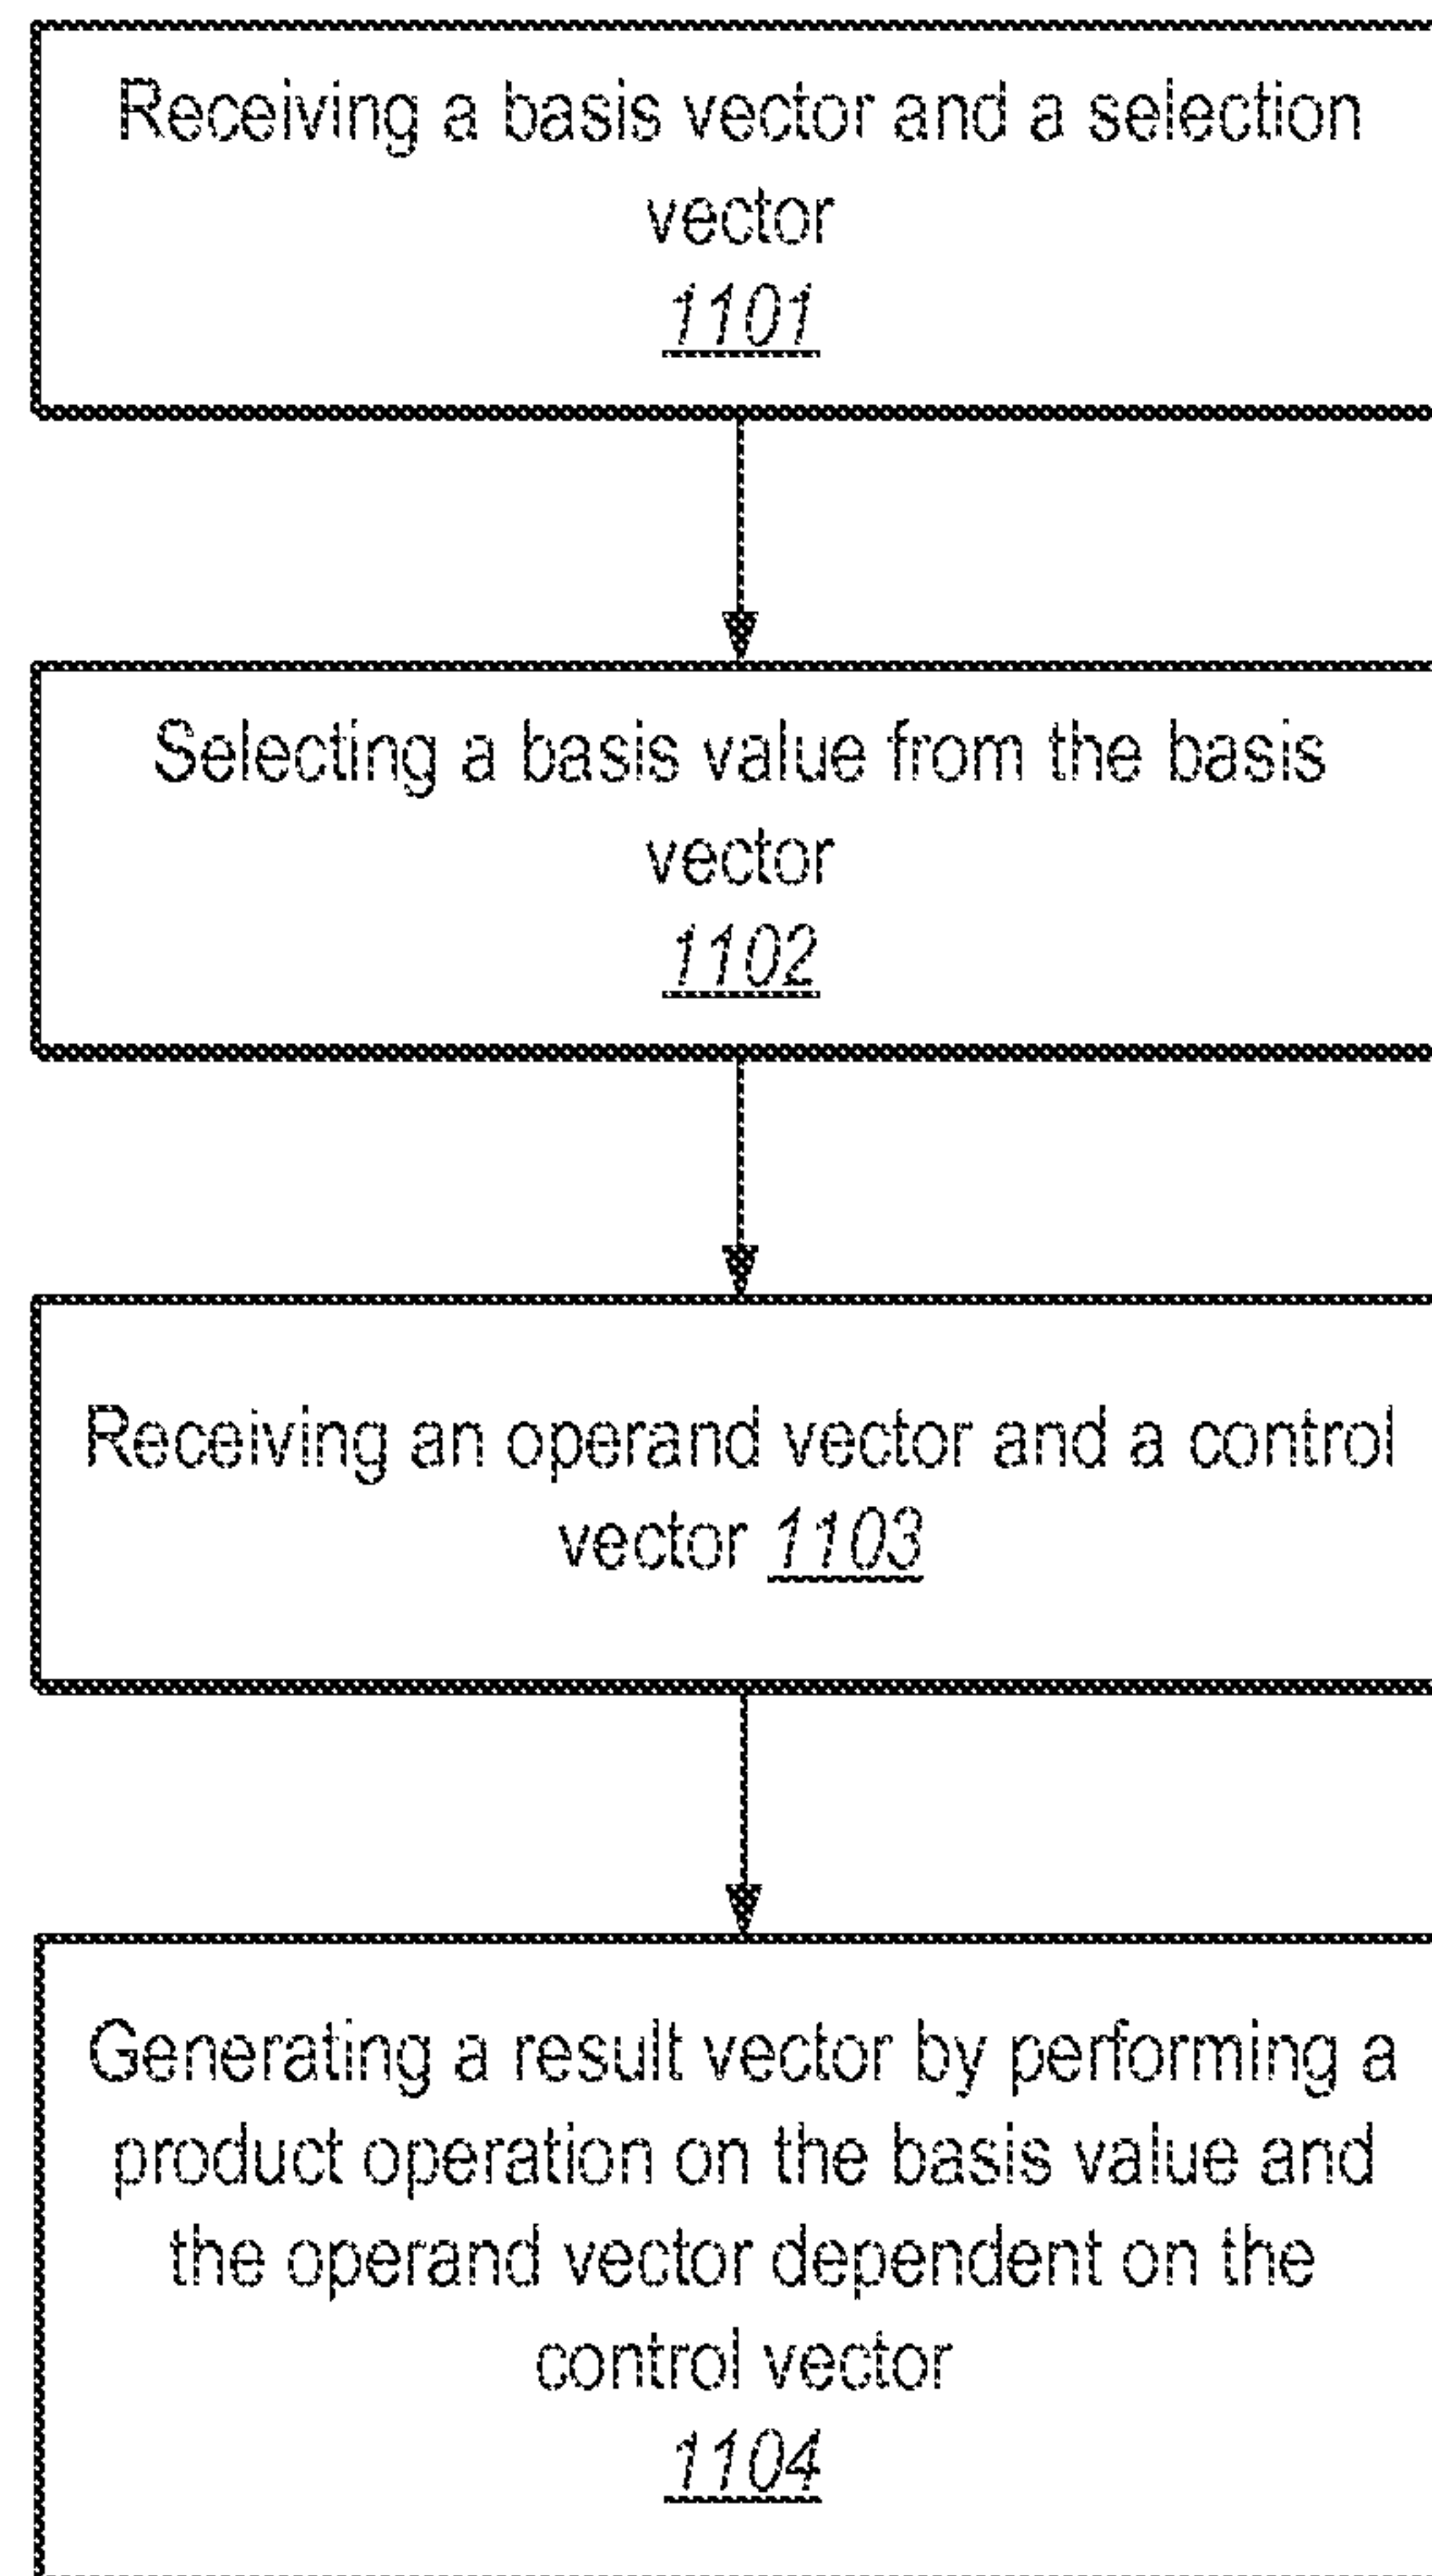 Receiving a basis vector and a selection
vector
1101
Selecting a basis value from the basis
vector
1102
Receiving an operand vector and a control
vector 1103
Generating a result vector by performing a
product operation on the basis value and
the operand vector dependent on the
control vector
1104